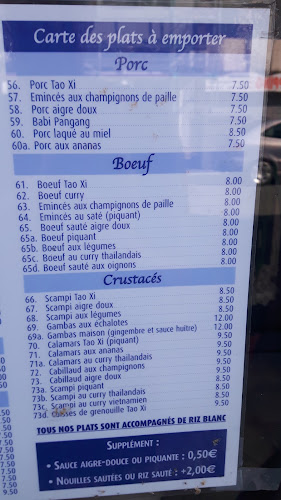 Carte des plats à emporter
Porc
56. Porc Tao Xi 7.50
57. Emincés aux champignons de paille 7.50
58. Porc aigre doux 7.50
59. Babi Pangang 7.50
60. Porc laqué au miel 8.50
60a. Porc aux ananas 7.50
Boeuf
61. Boeuf Tao Xi 8.00
62. Boeuf curry 8.00
63. Emincés aux champignons de paille 8.00
64. Emincés au saté (piquant) 8.00
65. Boeuf sauté aigre doux 8.00
65a. Boeuf piquant 8.00
65b. Boeuf aux légumes 8.00
65c. Boeuf au curry thailandais 8.00
65d. Boeuf sauté aux oignons 8.00
Crustacés
66. Scampi Tao Xi 8.50
67. Scampi aigre doux 8.50
68. Scampi aux légumes 8.50
69. Gambas aux échalotes 12.00
69a. Gambas maison (gingembre et sauce huitre) 12.00
70. Calamars Tao Xi (piquant) 9.50
71. Calamars aux ananas 9.50
71a. Calamars au curry thailandais 9.50
72. Cabillaud aux champignons 9.50
73. Cabillaud aigre doux 9.50
73a. Scampi piquant 8.50
73b. Scampi au curry thailandais 8.50
73c. Scampi au curry vietnamien 8.50
73d. Cuisses de grenouille Tao Xi 9.50
TOUS NOS PLATS SONT ACCOMPAGNÉS DE RIZ BLANC
SUPPLÉMENT :
• SAUCE AIGRE-DOUCE OU PIQUANTE : 0,50€
• NOUILLES SAUTÉES OU RIZ SAUTÉ : +2,00€